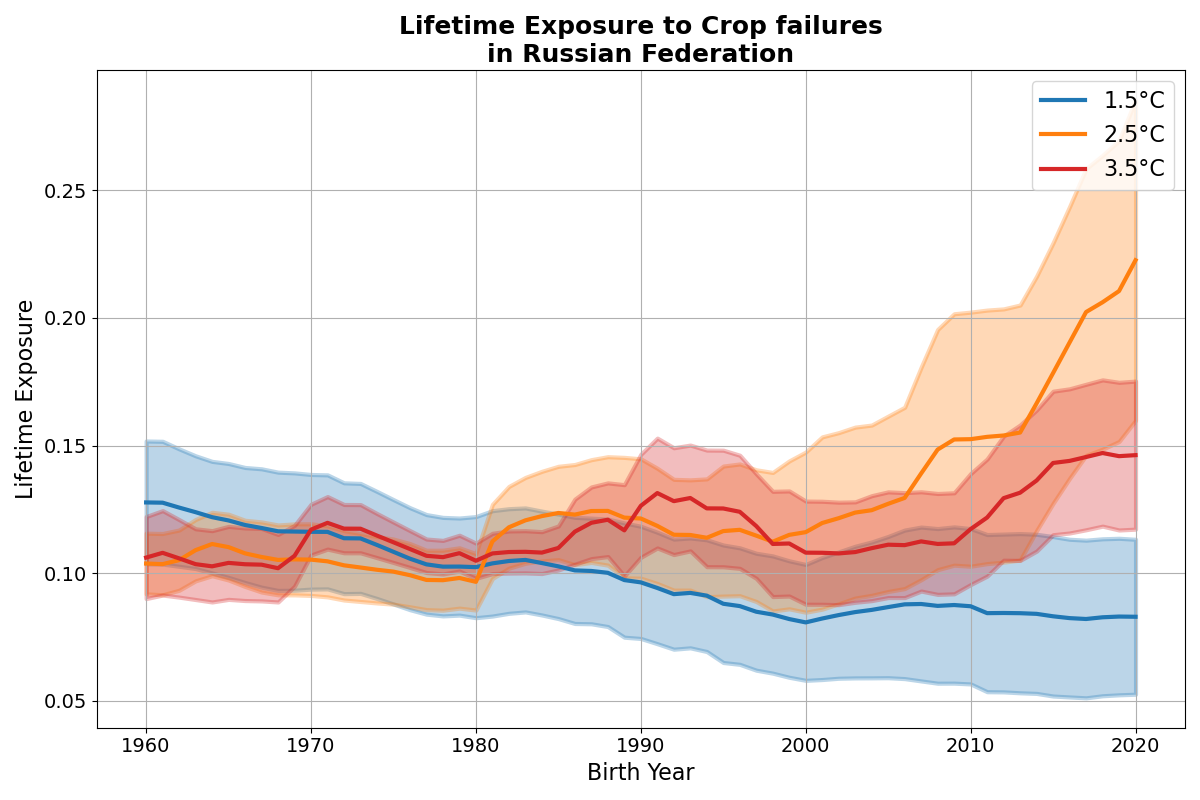 Lifetime Exposure to Crop failures
in Russian Federation
1.5°C
2.5°C
3.5°C
Lifetime Exposure
0.25
0.20
0.15
0.10
0.05
1960 1970 1980 1990 2000 2010 2020
Birth Year